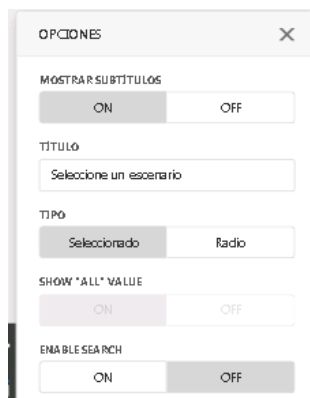 OPCIONES
MOSTRAR SUBTÍTULOS
ON OFF
TÍTULO
Seleccione un escenario
TIPO
Seleccionado Radio
SHOW "ALL" VALUE
ON OFF
ENABLE SEARCH
ON OFF